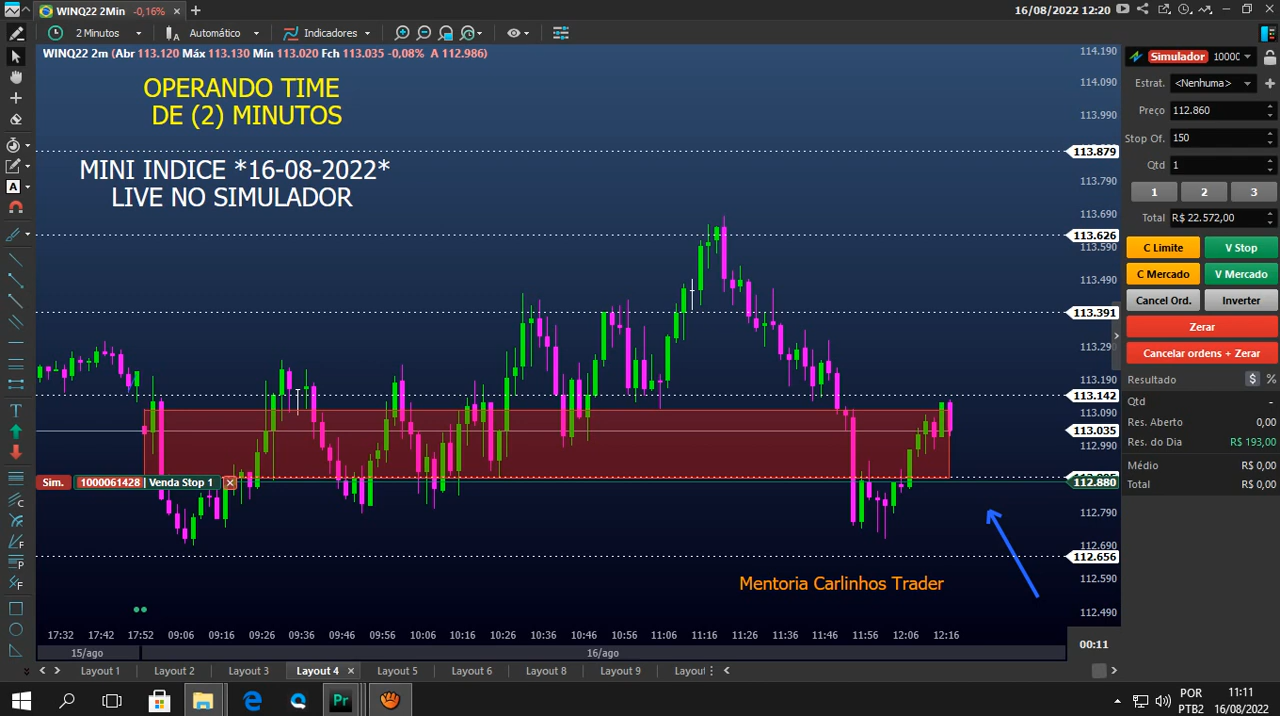 WINQ22 2Min -0,16% × +
16/08/2022 12:20
2 Minutos Automático Indicadores
WINQ22 2m (Abr 113.120 Máx 113.130 Mín 113.020 Fch 113.035 -0,08% A 112.986)
OPERANDO TIME
DE (2) MINUTOS
MINI INDICE *16-08-2022*
LIVE NO SIMULADOR
114.190
114.090
113.990
113.879
113.790
113.690
113.626
113.590
113.490
113.391
113.290
113.190
113.142
113.090
113.035
112.990
112.880
112.790
112.690
112.656
112.590
112.490
Sim. 1000061428 | Venda Stop 1
Mentoria Carlinhos Trader
17:32 17:42 17:52 09:06 09:16 09:26 09:36 09:46 09:56 10:06 10:16 10:26 10:36 10:46 10:56 11:06 11:16 11:26 11:36 11:46 11:56 12:06 12:16
00:11
15/ago 16/ago
Layout 1 Layout 2 Layout 3 Layout 4 × Layout 5 Layout 6 Layout 8 Layout 9 Layou
Simulador 1000
Estrat. <Nenhuma>
Preço 112.860
Stop Of. 150
Qtd 1
1 2 3
Total R$ 22.572,00
C Limite V Stop
C Mercado V Mercado
Cancel Ord. Inverter
Zerar
Cancelar ordens + Zerar
Resultado $ %
Qtd -
Res. Aberto 0,00
Res. do Dia R$ 193,00
Médio R$ 0,00
Total R$ 0,00
Pr
POR 11:11
PTB2 16/08/2022